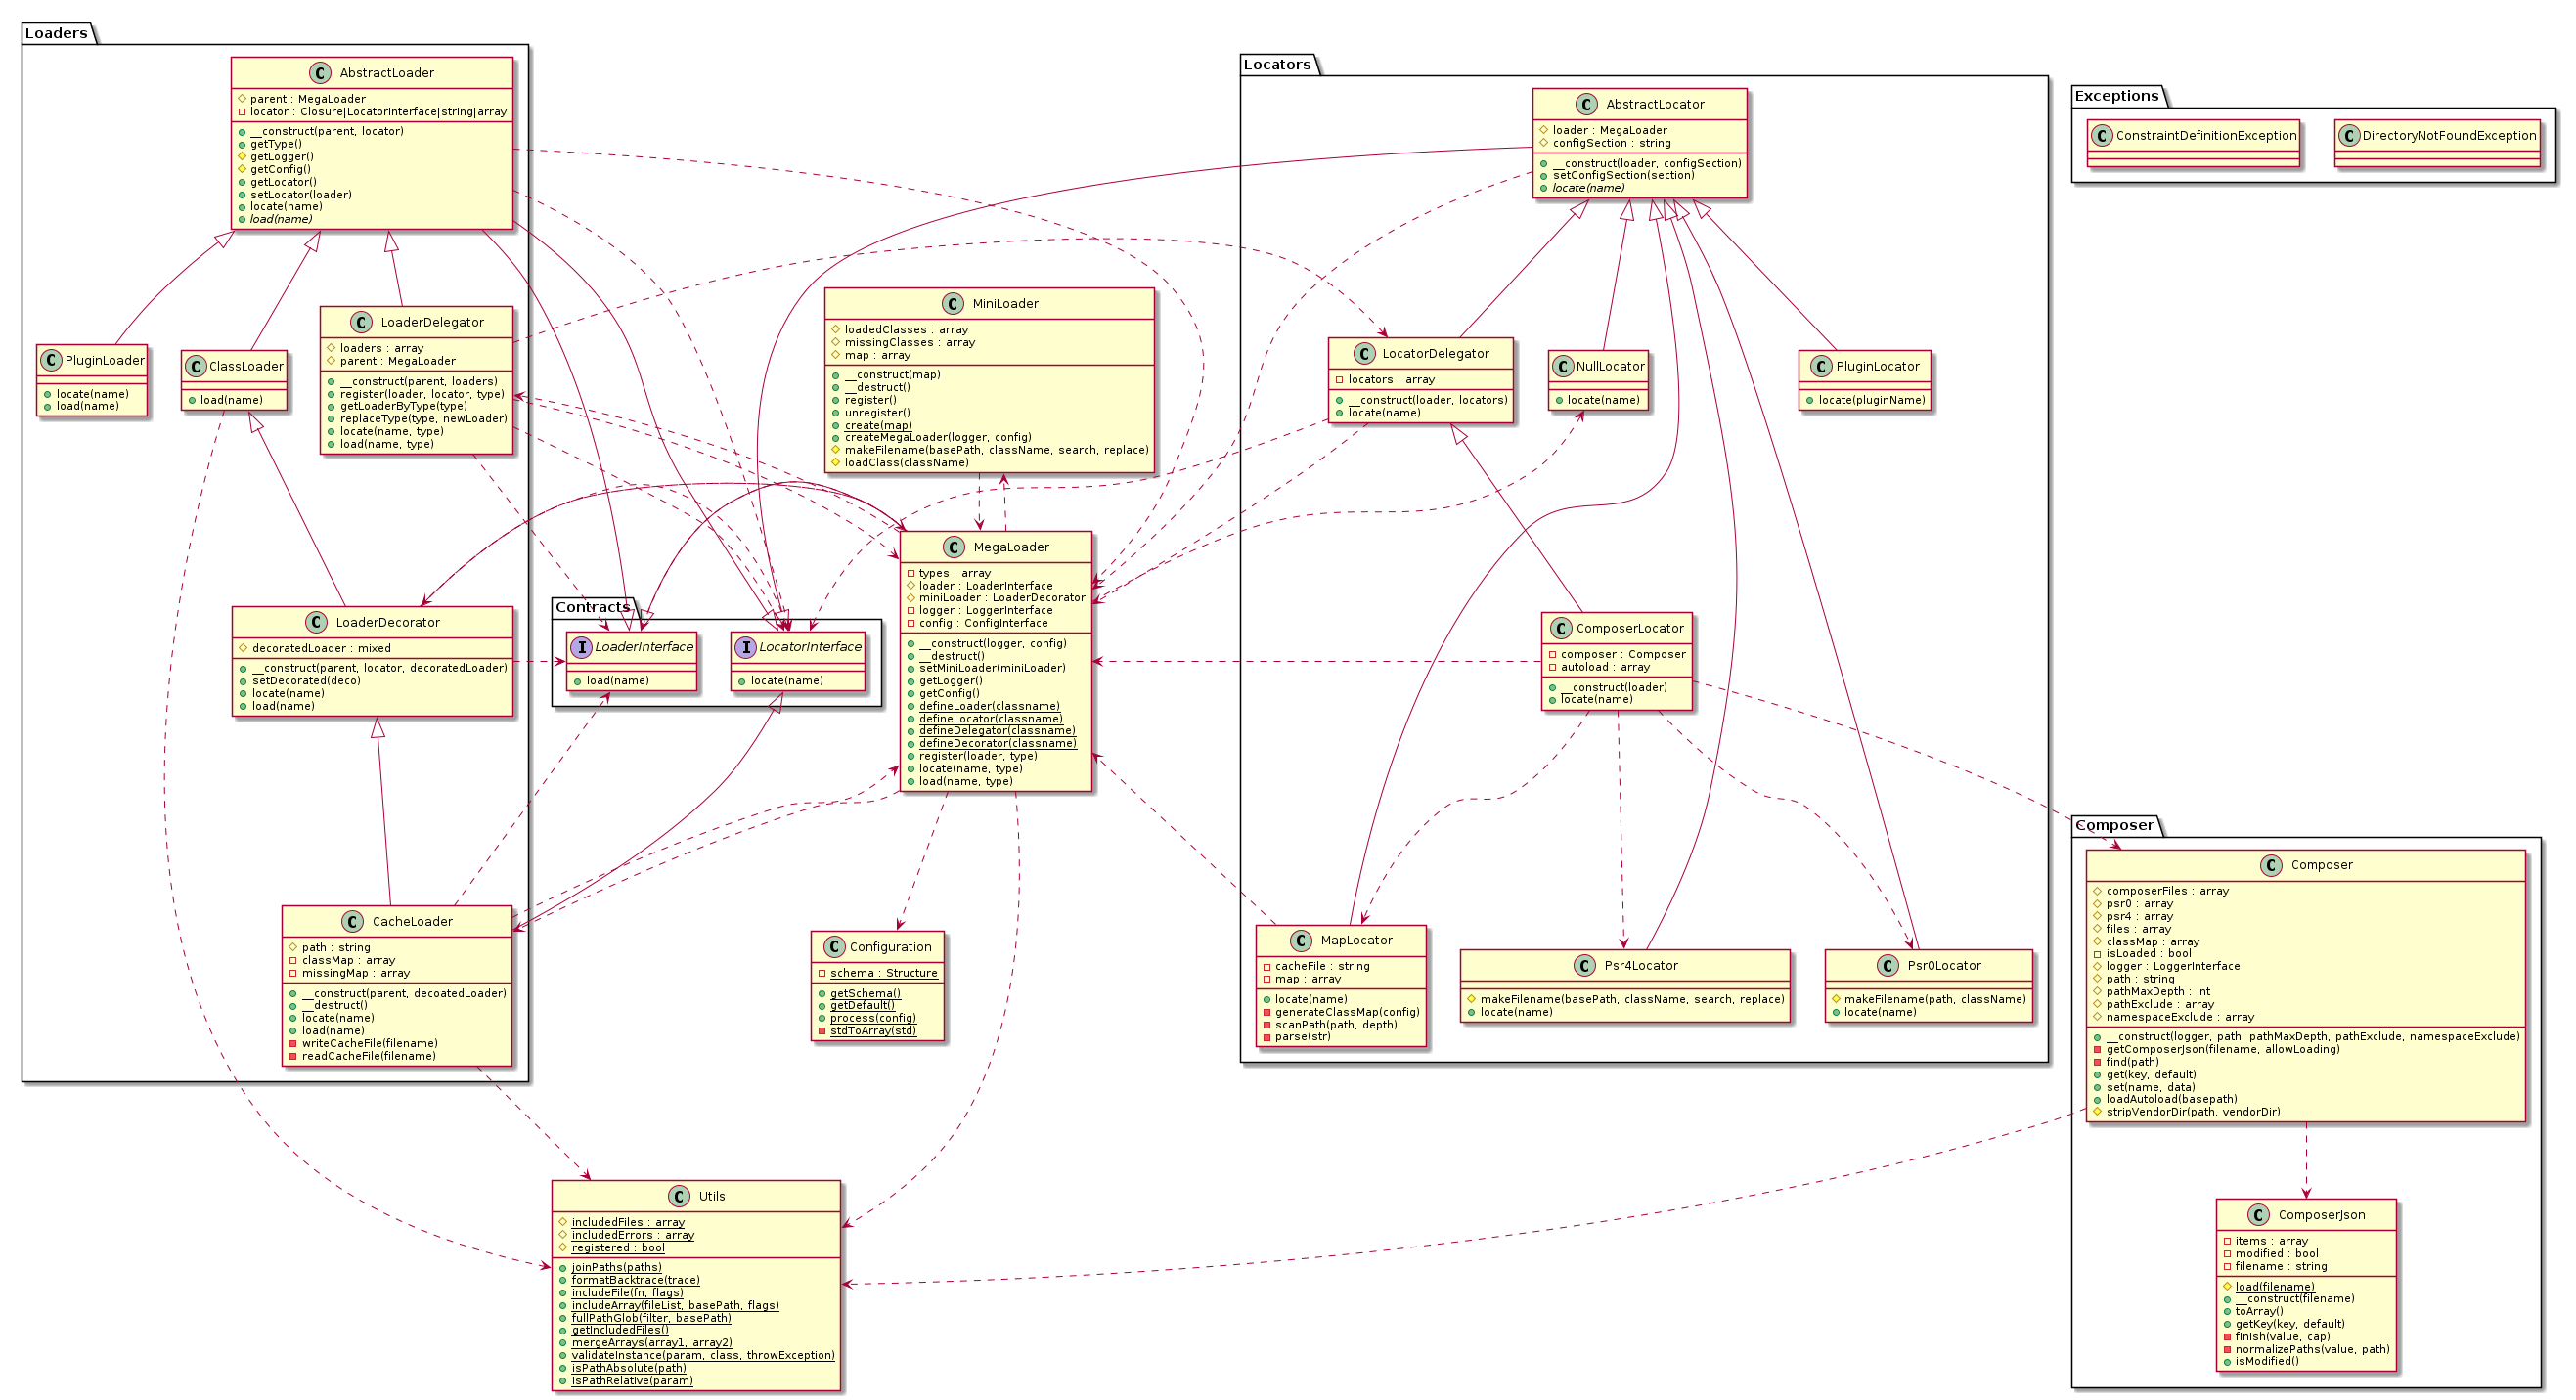 Loaders
AbstractLoader
parent : MegaLoader
locator : Closure|LocatorInterface|string|array
__construct(parent, locator)
getType()
getLogger()
getConfig()
getLocator()
setLocator(loader)
locate(name)
load(name)
PluginLoader
locate(name)
load(name)
ClassLoader
load(name)
LoaderDelegator
loaders : array
parent : MegaLoader
__construct(parent, loaders)
register(loader, locator, type)
getLoaderByType(type)
replaceType(type, newLoader)
locate(name, type)
load(name, type)
LoaderDecorator
decoratedLoader : mixed
__construct(parent, locator, decoratedLoader)
setDecorated(deco)
locate(name)
load(name)
CacheLoader
path : string
classMap : array
missingMap : array
__construct(parent, decoatedLoader)
__destruct()
locate(name)
load(name)
writeCacheFile(filename)
readCacheFile(filename)
MiniLoader
loadedClasses : array
missingClasses : array
map : array
__construct(map)
__destruct()
register()
unregister()
create(map)
createMegaLoader(logger, config)
makeFilename(basePath, className, search, replace)
loadClass(className)
Contracts
LoaderInterface
load(name)
LocatorInterface
locate(name)
MegaLoader
types : array
loader : LoaderInterface
miniLoader : LoaderDecorator
logger : LoggerInterface
config : ConfigInterface
__construct(logger, config)
__destruct()
setMiniLoader(miniLoader)
getLogger()
getConfig()
defineLoader(classname)
defineLocator(classname)
defineDelegator(classname)
defineDecorator(classname)
register(loader, type)
locate(name, type)
load(name, type)
Configuration
schema : Structure
getSchema()
getDefault()
process(config)
stdToArray(std)
Utils
includedFiles : array
includedErrors : array
registered : bool
joinPaths(paths)
formatBacktrace(trace)
includeFile(fn, flags)
includeArray(fileList, basePath, flags)
fullPathGlob(filter, basePath)
getIncludedFiles()
mergeArrays(array1, array2)
validateInstance(param, class, throwException)
isPathAbsolute(path)
isPathRelative(param)
Locators
AbstractLocator
loader : MegaLoader
configSection : string
__construct(loader, configSection)
setConfigSection(section)
locate(name)
LocatorDelegator
locators : array
__construct(loader, locators)
locate(name)
NullLocator
locate(name)
PluginLocator
locate(pluginName)
ComposerLocator
composer : Composer
autoload : array
__construct(loader)
locate(name)
MapLocator
cacheFile : string
map : array
locate(name)
generateClassMap(config)
scanPath(path, depth)
parse(str)
Psr4Locator
makeFilename(basePath, className, search, replace)
locate(name)
Psr0Locator
makeFilename(path, className)
locate(name)
Exceptions
ConstraintDefinitionException
DirectoryNotFoundException
Composer
Composer
composerFiles : array
psr0 : array
psr4 : array
files : array
classMap : array
isLoaded : bool
logger : LoggerInterface
path : string
pathMaxDepth : int
pathExclude : array
namespaceExclude : array
__construct(logger, path, pathMaxDepth, pathExclude, namespaceExclude)
getComposerJson(filename, allowLoading)
find(path)
get(key, default)
set(name, data)
loadAutoload(basepath)
stripVendorDir(path, vendorDir)
ComposerJson
items : array
modified : bool
filename : string
load(filename)
__construct(filename)
toArray()
getKey(key, default)
finish(value, cap)
normalizePaths(value, path)
isModified()